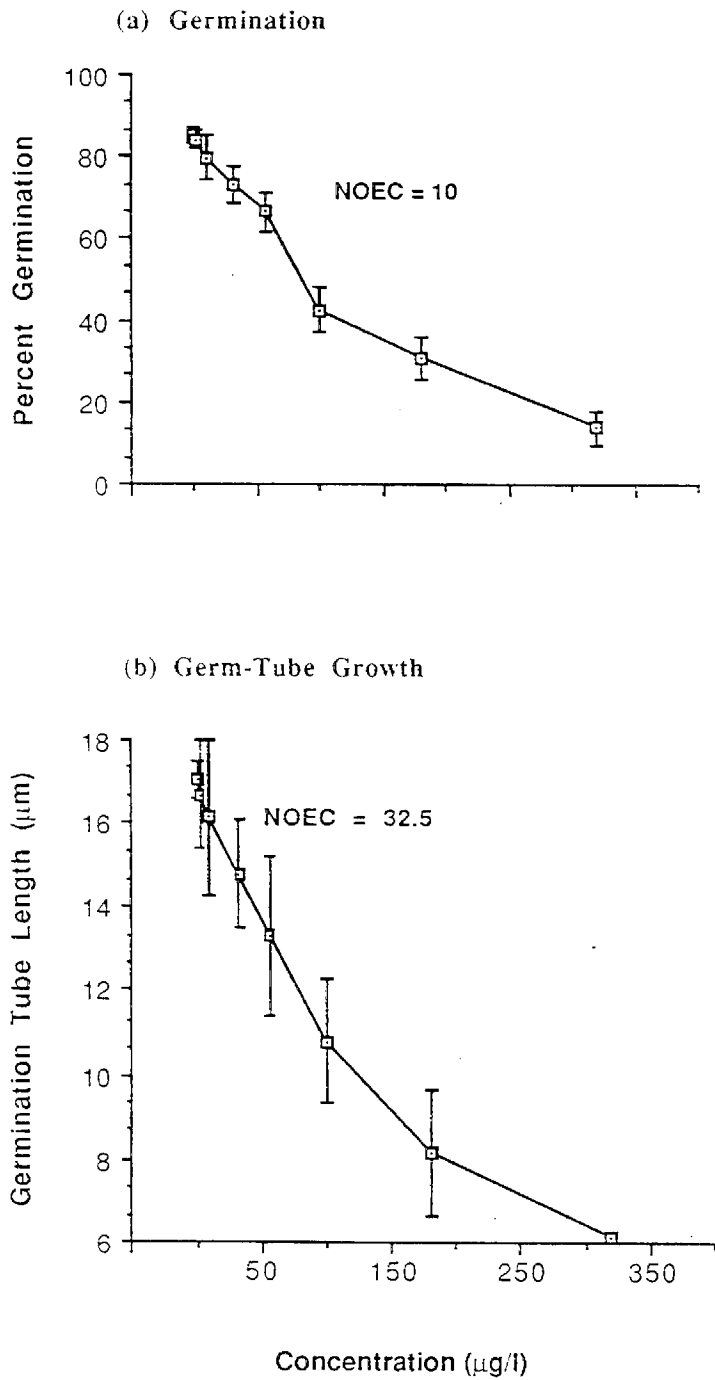 (a) Germination
100
80
60
40
20
0
Percent Germination
NOEC = 10
(b) Germ-Tube Growth
18
16
14
12
10
8
6
Germination Tube Length (μm)
NOEC = 32.5
50 150 250 350
Concentration (μg/l)